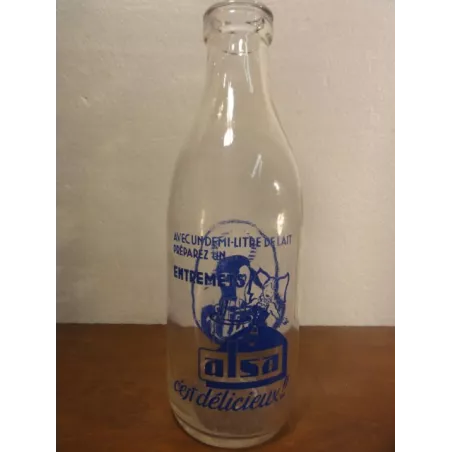 AVEC UN DEMI-LITRE DE LAIT
PRÉPAREZ UN
ENTREMETS
alsa
c'est délicieux!